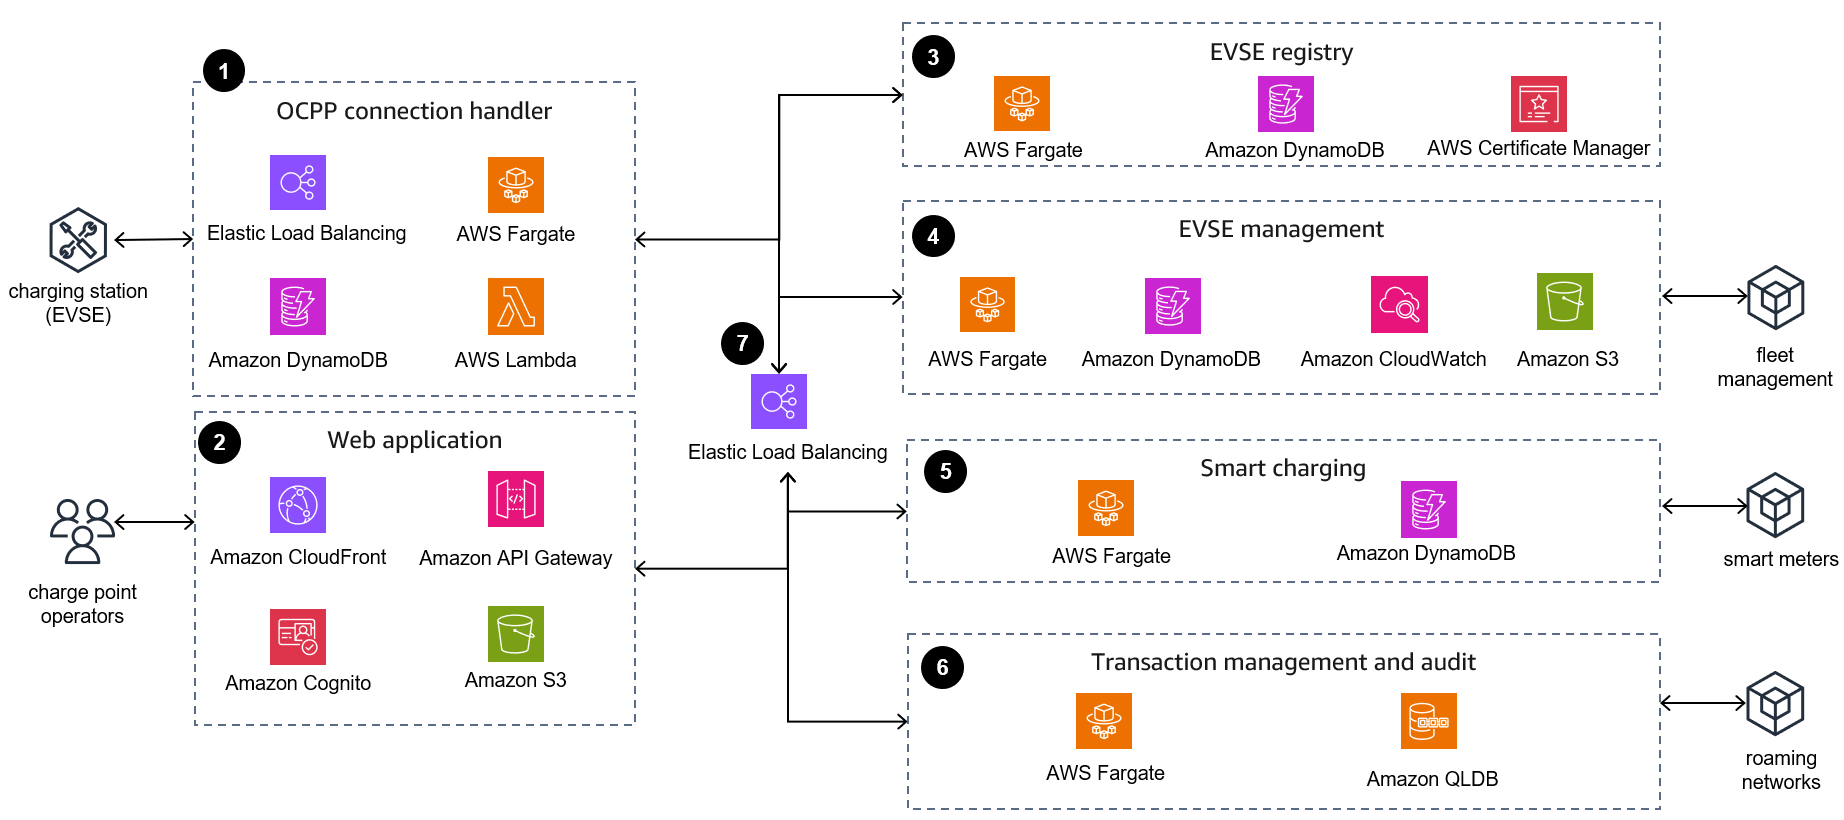 1
OCPP connection handler
Elastic Load Balancing
AWS Fargate
Amazon DynamoDB
AWS Lambda
charging station
(EVSE)
2
Web application
Amazon CloudFront
Amazon API Gateway
Amazon Cognito
Amazon S3
charge point
operators
7
Elastic Load Balancing
3
EVSE registry
AWS Fargate
Amazon DynamoDB
AWS Certificate Manager
4
EVSE management
AWS Fargate
Amazon DynamoDB
Amazon CloudWatch
Amazon S3
fleet
management
5
Smart charging
AWS Fargate
Amazon DynamoDB
smart meters
6
Transaction management and audit
AWS Fargate
Amazon QLDB
roaming
networks